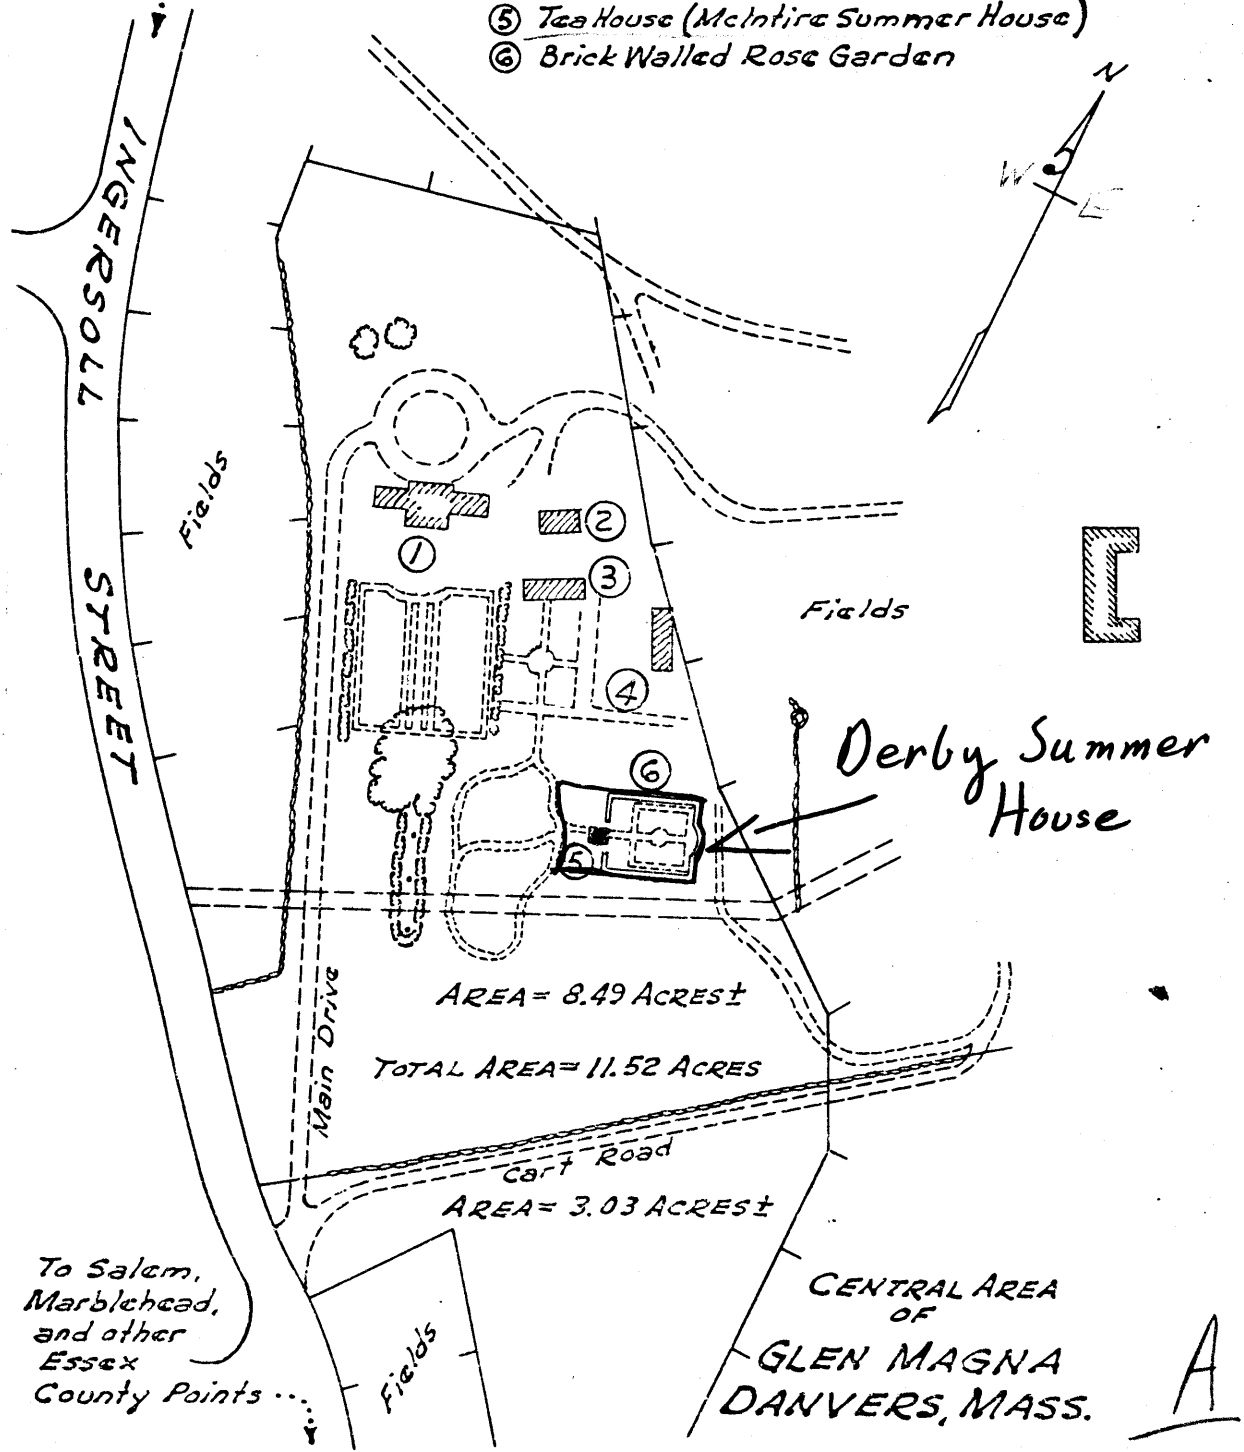 ⑤ Tea House (McIntire Summer House)
⑥ Brick Walled Rose Garden
N
W
E
INGERSOLL
STREET
Fields
①
②
③
Fields
④
Derby Summer
House
⑥
⑤
Main Drive
AREA = 8.49 ACRES±
TOTAL AREA = 11.52 ACRES
Cart Road
AREA = 3.03 ACRES±
To Salem,
Marblehead,
and other
Essex
County Points ...
Fields
CENTRAL AREA
OF
GLEN MAGNA
DANVERS, MASS.
A